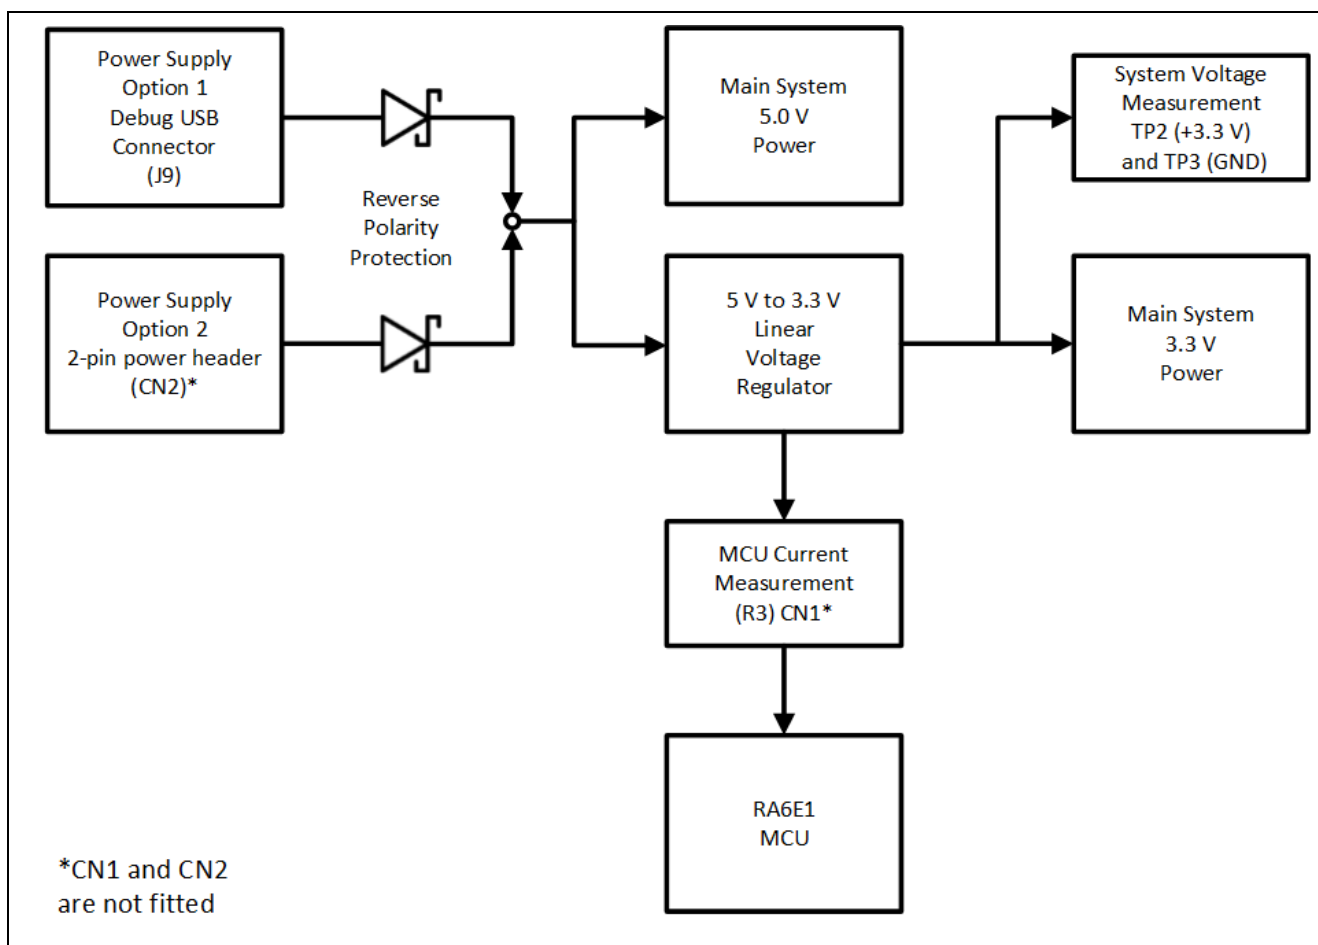 Power Supply
Option 1
Debug USB
Connector
(J9)
Reverse
Polarity
Protection
Power Supply
Option 2
2-pin power header
(CN2)*
Main System
5.0 V
Power
5 V to 3.3 V
Linear
Voltage
Regulator
System Voltage
Measurement
TP2 (+3.3 V)
and TP3 (GND)
Main System
3.3 V
Power
MCU Current
Measurement
(R3) CN1*
RA6E1
MCU
*CN1 and CN2
are not fitted